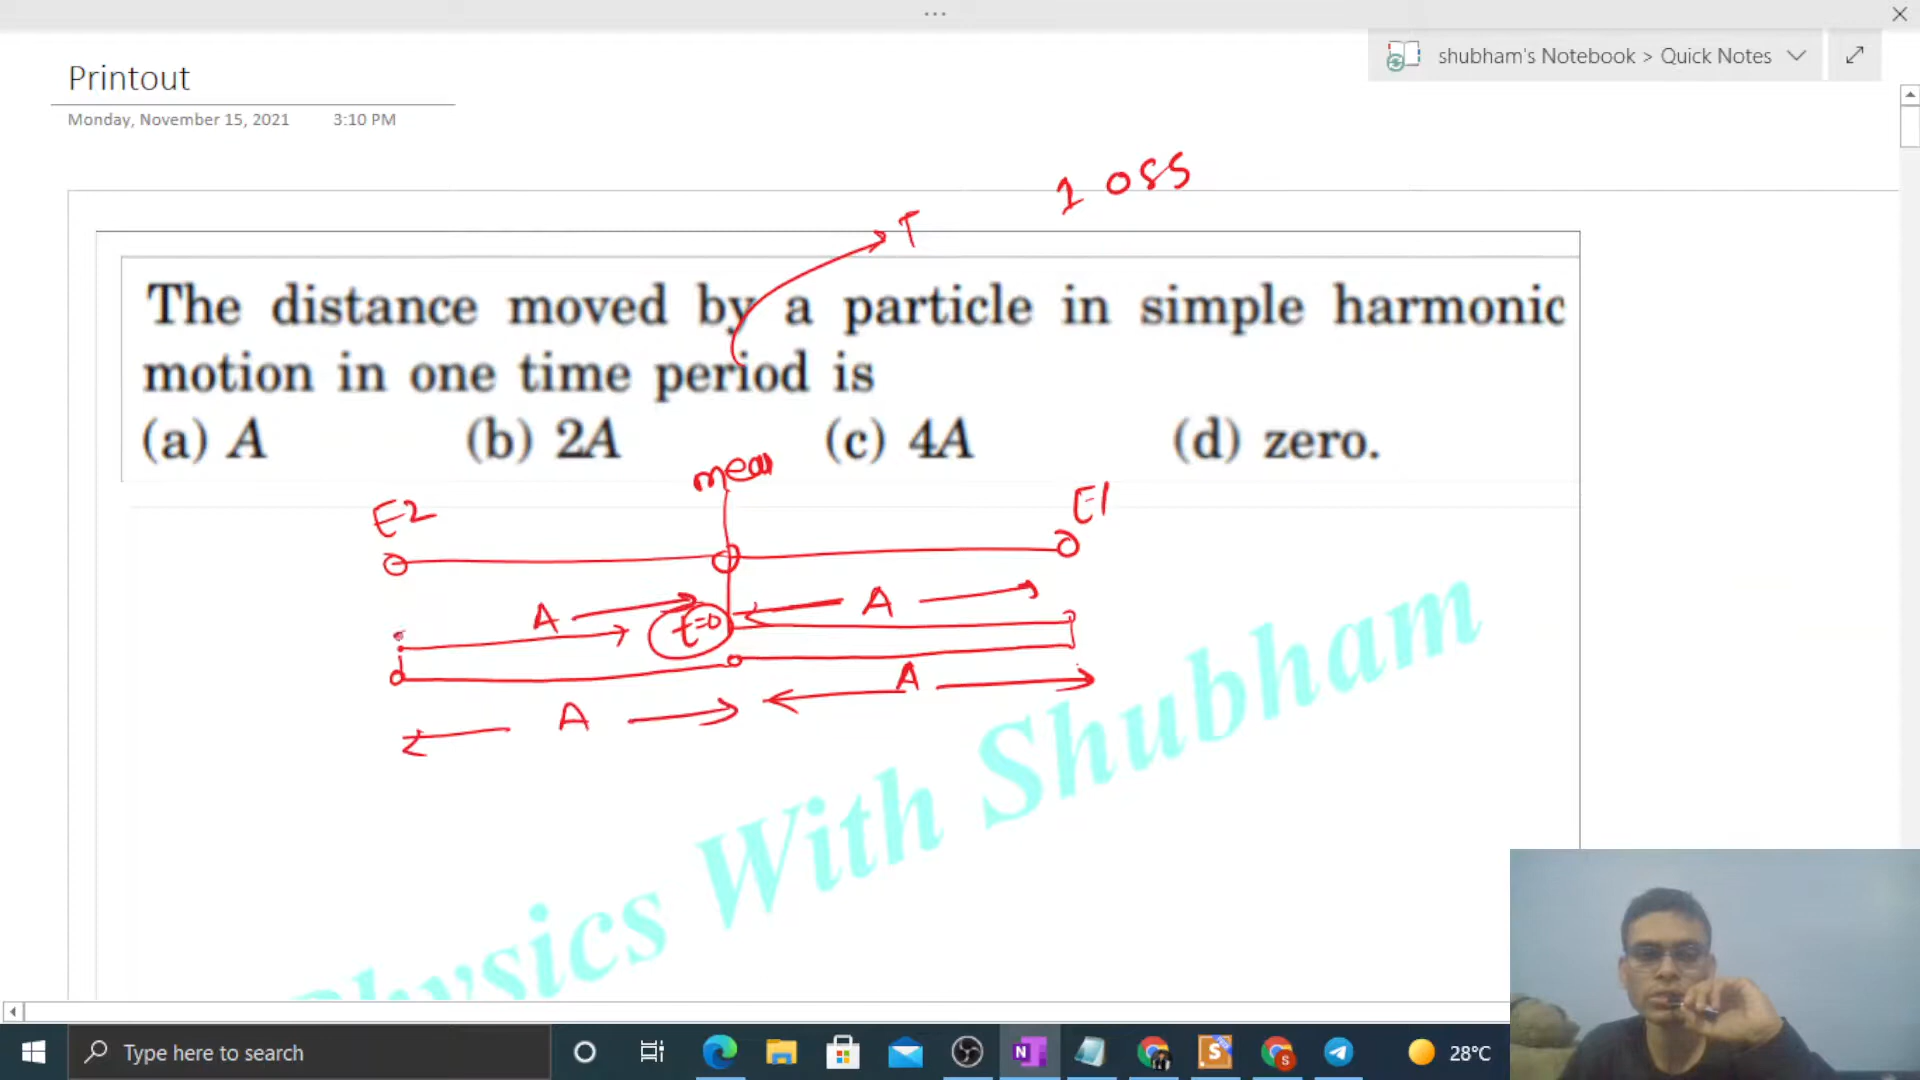 shubham's Notebook > Quick Notes
Printout
Monday, November 15, 2021 3:10 PM
1 oss
T
The distance moved by a particle in simple harmonic
motion in one time period is
(a) A (b) 2A (c) 4A (d) zero.
mean
E2 E1
A t=0 A
A A
Physics With Shubham
Type here to search
28°C